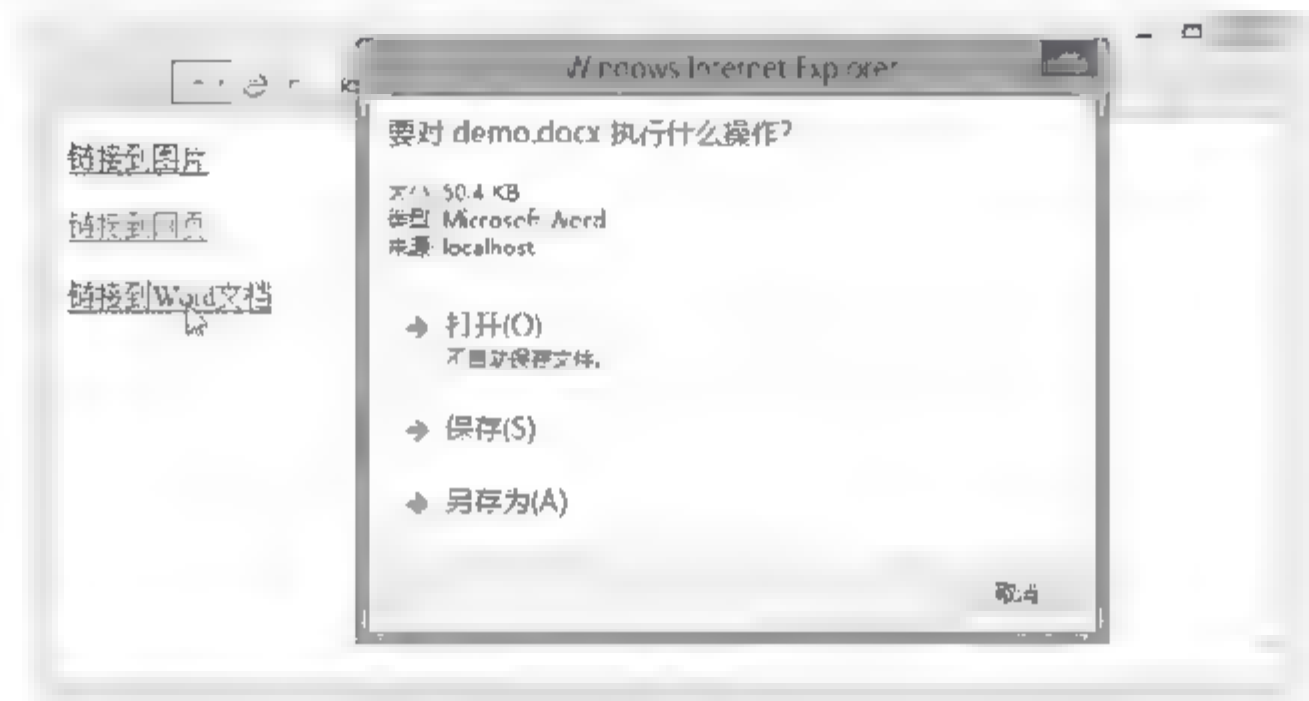 Windows Internet Explorer
链接到图片
链接到网页
链接到Word文档
要对 demo.docx 执行什么操作?
大小: 50.4 KB
类型: Microsoft Word
来源: localhost
打开(O)
不自动保存文件。
保存(S)
另存为(A)
取消